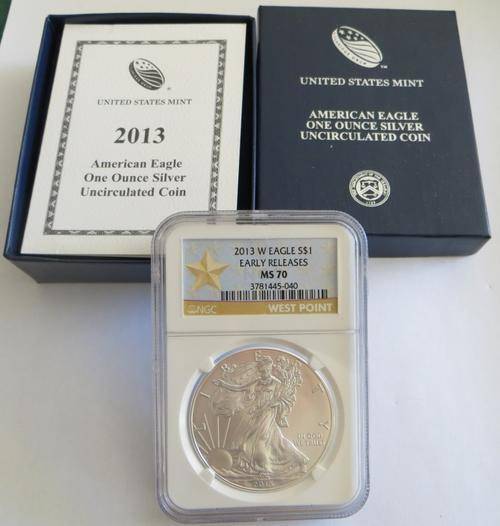 UNITED STATES MINT
2013
American Eagle
One Ounce Silver
Uncirculated Coin
UNITED STATES MINT
AMERICAN EAGLE
ONE OUNCE SILVER
UNCIRCULATED COIN
2013 W EAGLE S$1
EARLY RELEASES
MS 70
3781445-040
NGC
WEST POINT
LIBERTY
IN GOD
WE TRUST
2013